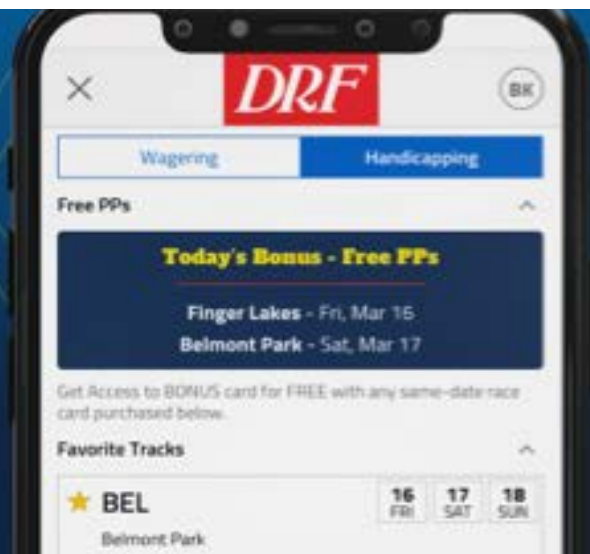 DRF
BK
Wagering
Handicapping
Free PPs
Today's Bonus - Free PPs
Finger Lakes - Fri, Mar 16
Belmont Park - Sat, Mar 17
Get Access to BONUS card for FREE with any same-date race
card purchased below.
Favorite Tracks
BEL
16 17 18
FRI SAT SUN
Belmont Park